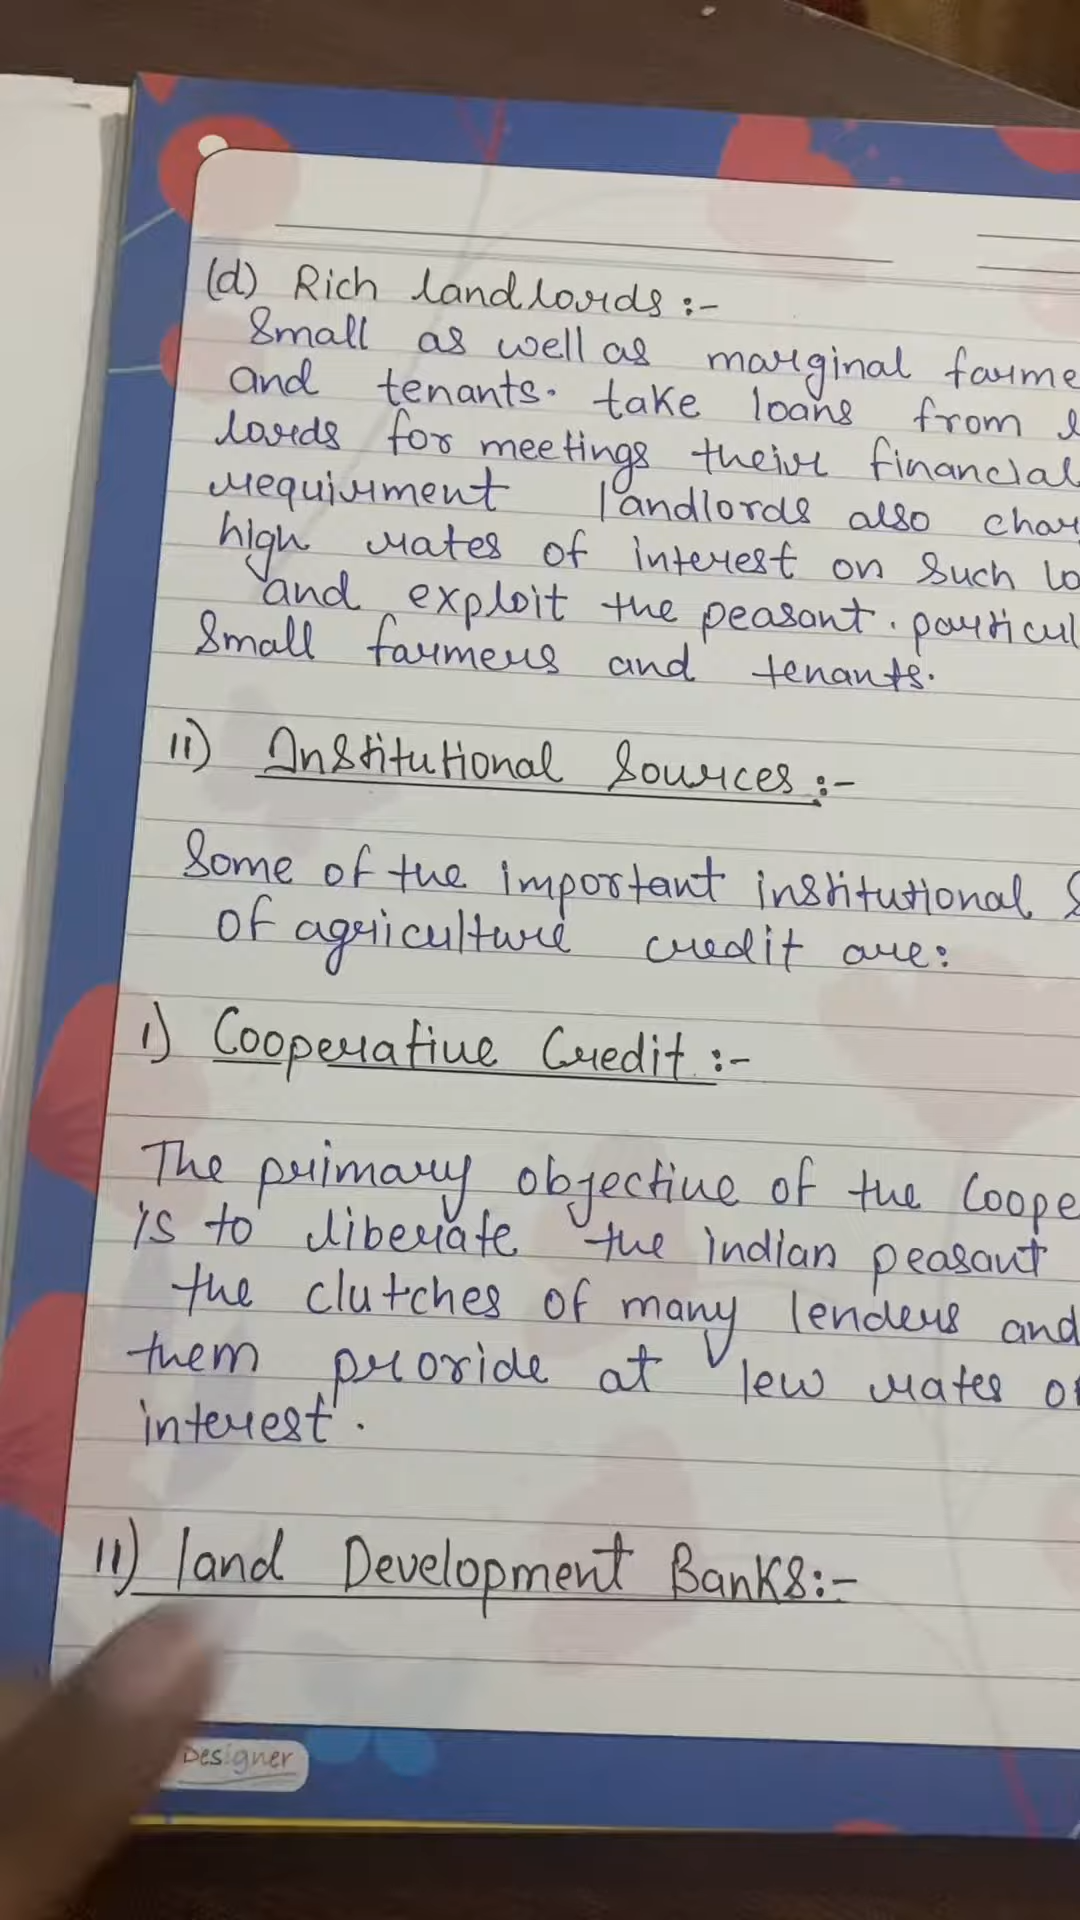 (d) Rich landlords :-
Small as well as marginal farme
and tenants. take loans from l
lords for meetings their financial
requirment landlords also char
high rates of interest on such lo
and exploit the peasant. particul
small farmers and tenants.
II) Institutional Sources :-
Some of the important institutional S
of agriculture credit are:
I) Cooperative Credit :-
The primary objective of the Coope
is to liberate the indian peasant
the clutches of many lenders and
them proride at lew rates of
interest.
II) land Development Banks:-
Designer